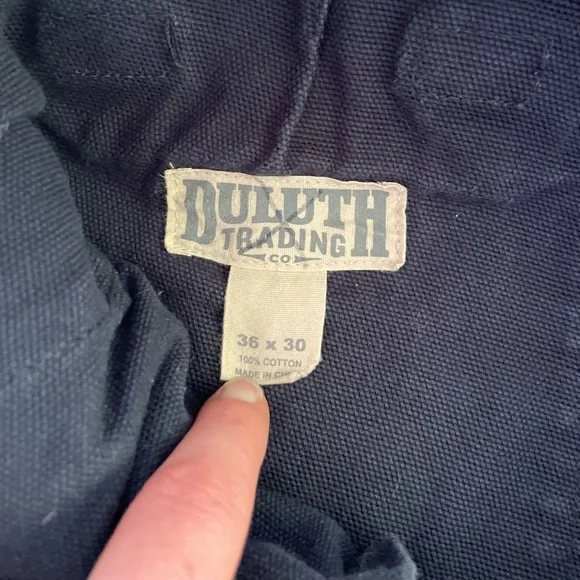 DULUTH
TRADING
CO
36 x 30
100% COTTON
MADE IN